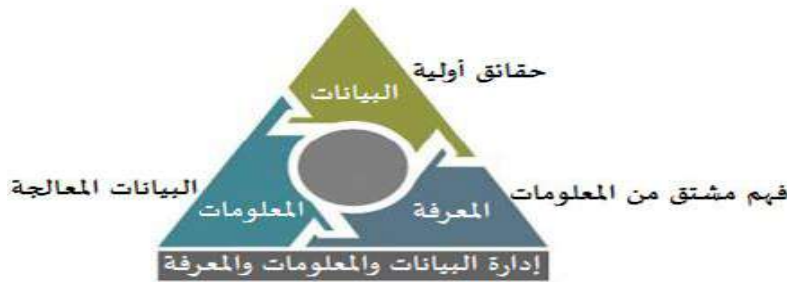 حقائق أولية
البيانات
البيانات المعالجة
فهم مشتق من المعلومات
المعرفة
المعلومات
إدارة البيانات والمعلومات والمعرفة